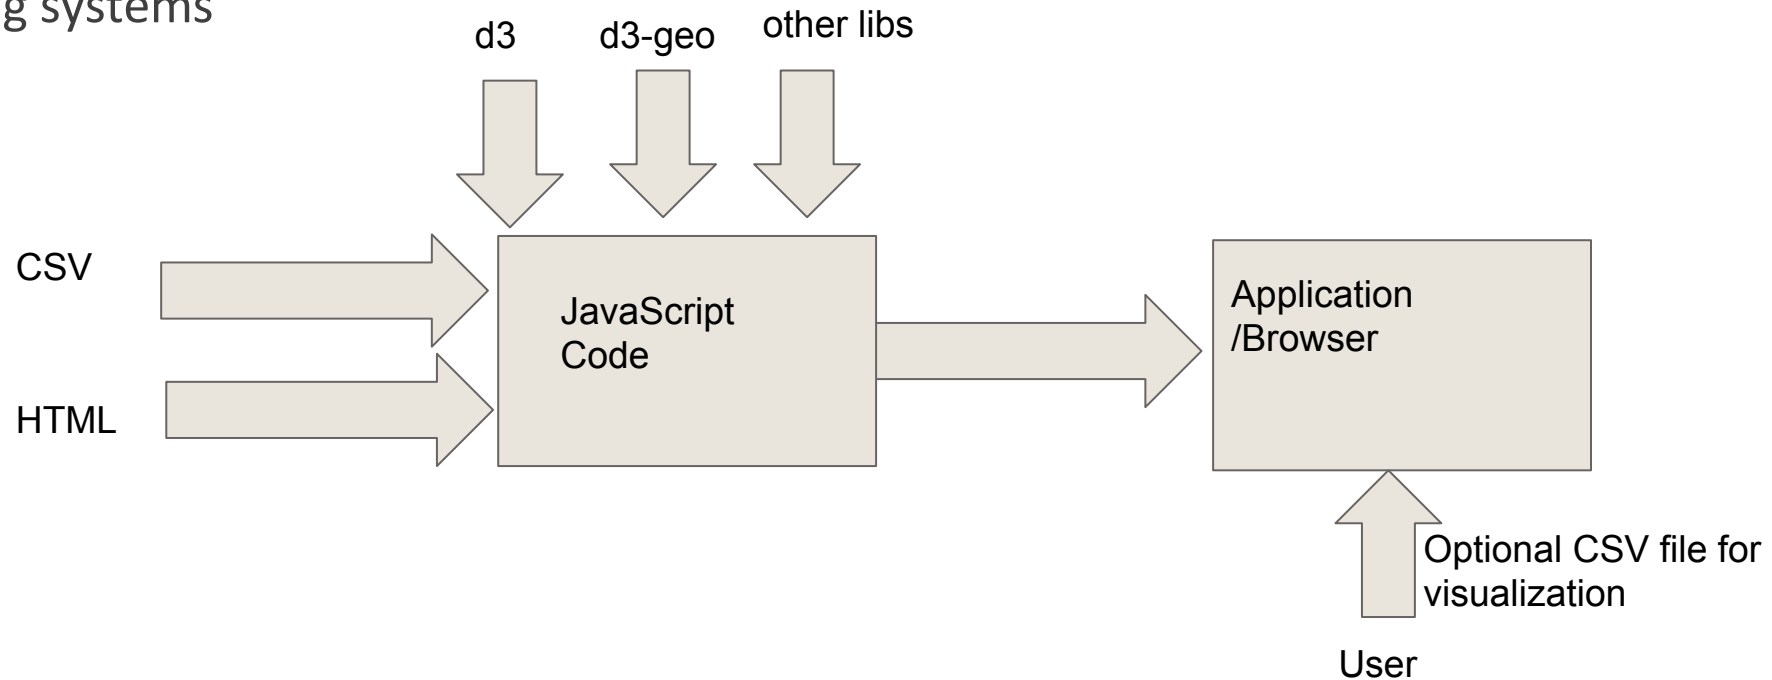 g systems
d3
d3-geo
other libs
CSV
HTML
JavaScript
Code
Application
/Browser
Optional CSV file for
visualization
User